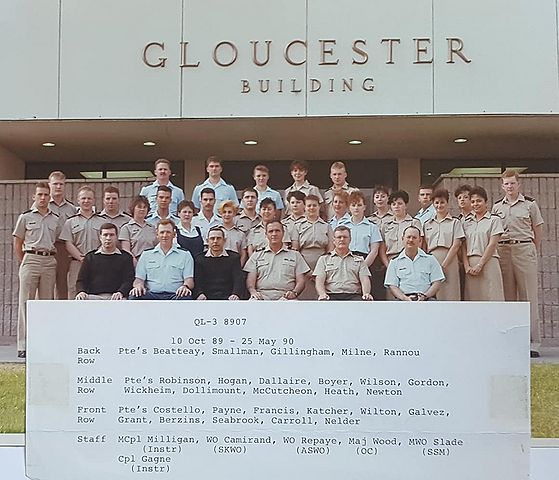 GLOUCESTER
BUILDING
QL-3 8907
10 Oct 89 - 25 May 90
Back Pte's Beatteay, Smallman, Gillingham, Milne, Rannou
Row
Middle Pte's Robinson, Hogan, Dallaire, Boyer, Wilson, Gordon,
Row Wickheim, Dollimount, McCutcheon, Heath, Newton
Front Pte's Costello, Payne, Francis, Katcher, Wilton, Galvez,
Row Grant, Berzins, Seabrook, Carroll, Nelder
Staff MCpl Milligan, WO Camirand, WO Repaye, Maj Wood, MWO Slade
(Instr) (SKWO) (ASWO) (OC) (SSM)
Cpl Gagne
(Instr)